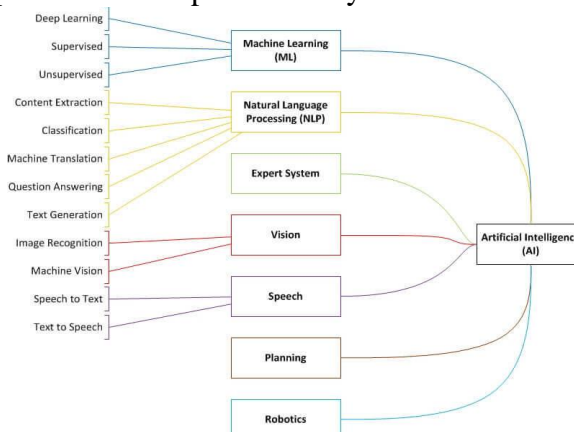 Deep Learning
Supervised
Unsupervised
Content Extraction
Classification
Machine Translation
Question Answering
Text Generation
Image Recognition
Machine Vision
Speech to Text
Text to Speech
Machine Learning
(ML)
Natural Language
Processing (NLP)
Expert System
Vision
Speech
Planning
Robotics
Artificial Intelligenc
(AI)